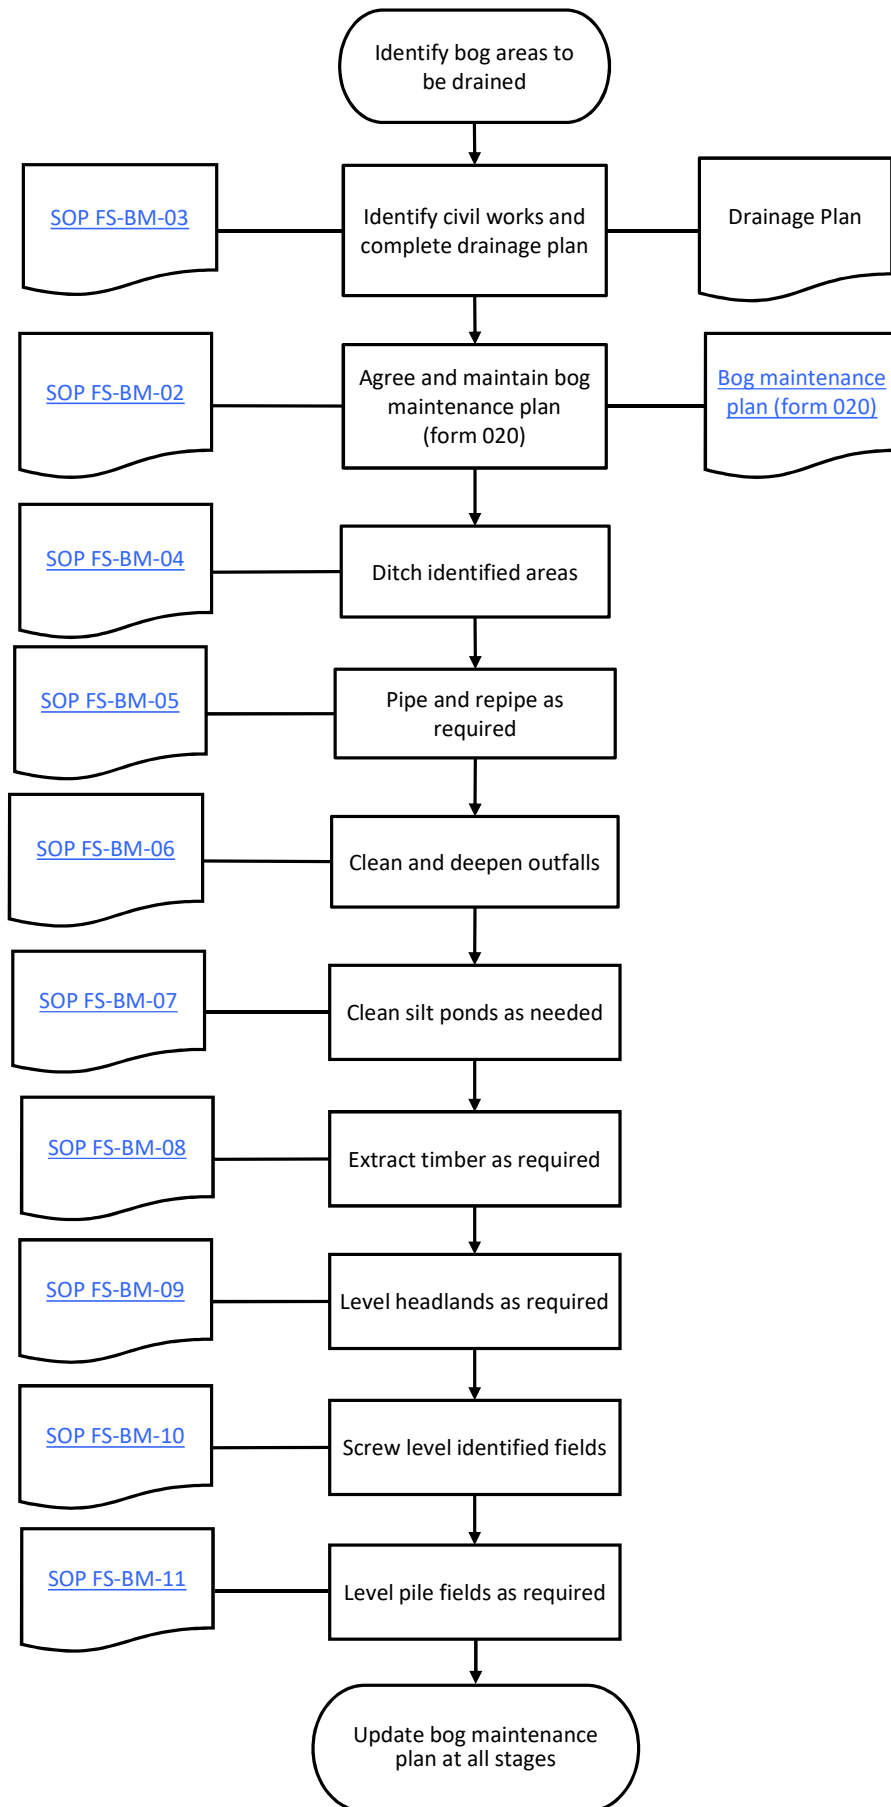 Identify bog areas to
be drained
SOP FS-BM-03
Identify civil works and
complete drainage plan
Drainage Plan
SOP FS-BM-02
Agree and maintain bog
maintenance plan
(form 020)
Bog maintenance
plan (form 020)
SOP FS-BM-04
Ditch identified areas
SOP FS-BM-05
Pipe and repipe as
required
SOP FS-BM-06
Clean and deepen outfalls
SOP FS-BM-07
Clean silt ponds as needed
SOP FS-BM-08
Extract timber as required
SOP FS-BM-09
Level headlands as required
SOP FS-BM-10
Screw level identified fields
SOP FS-BM-11
Level pile fields as required
Update bog maintenance
plan at all stages